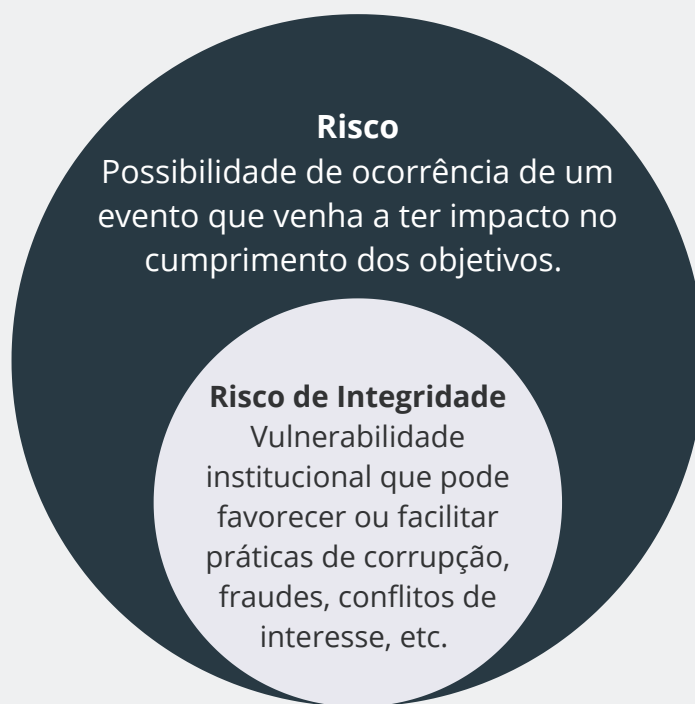 Risco
Possibilidade de ocorrência de um
evento que venha a ter impacto no
cumprimento dos objetivos.
Risco de Integridade
Vulnerabilidade
institucional que pode
favorecer ou facilitar
práticas de corrupção,
fraudes, conflitos de
interesse, etc.